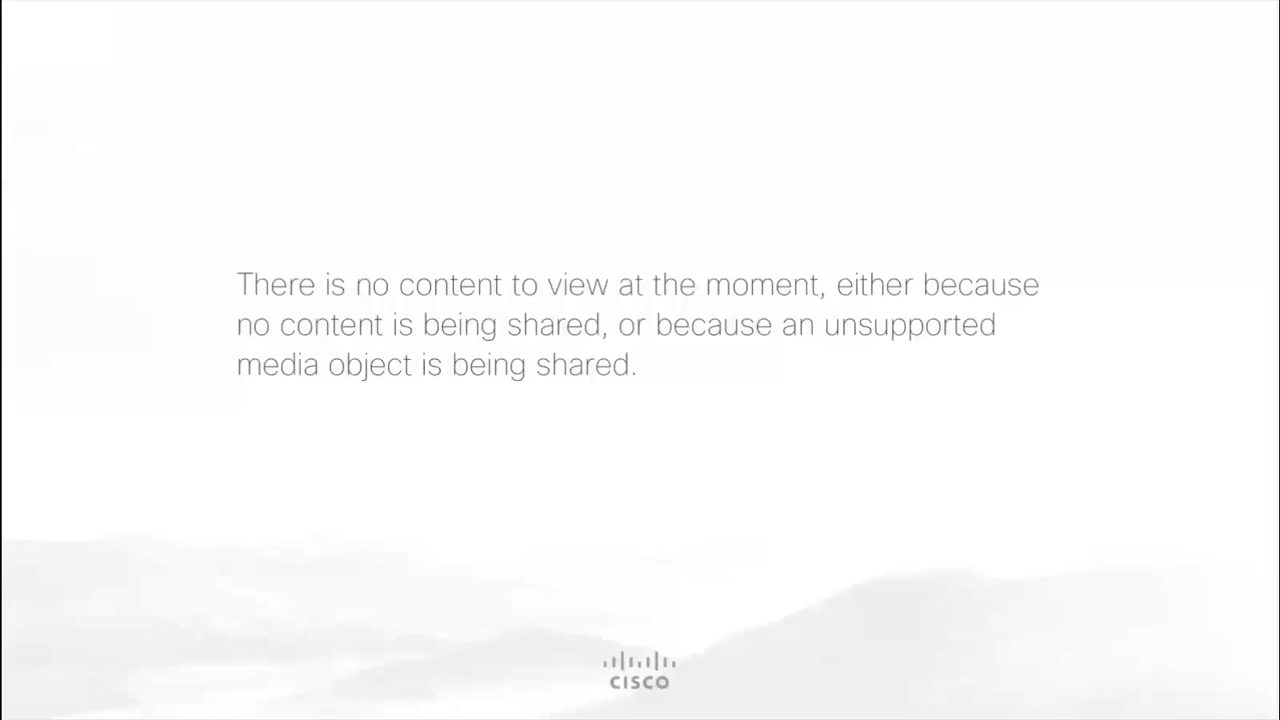 There is no content to view at the moment, either because
no content is being shared, or because an unsupported
media object is being shared.
CISCO